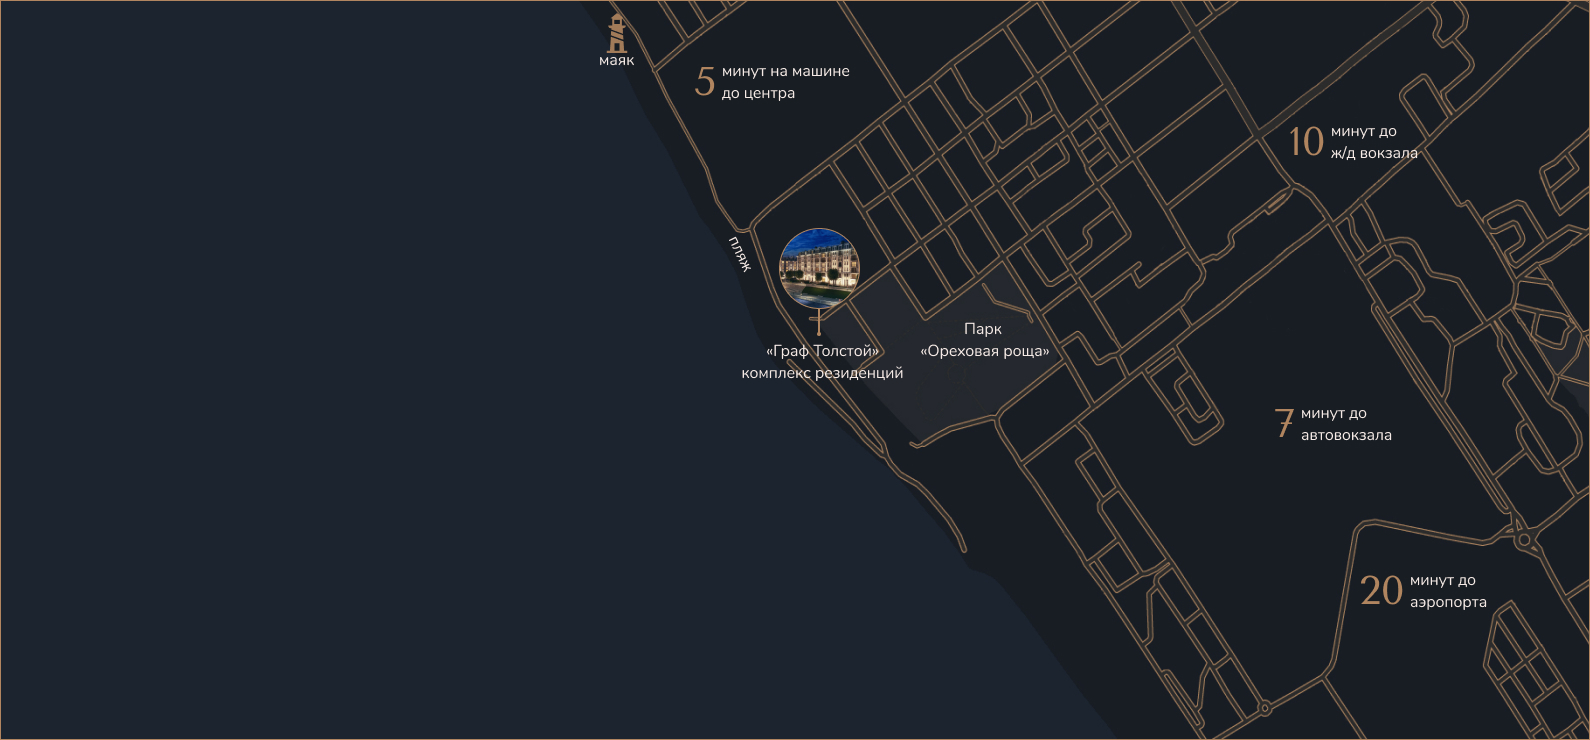 маяк
5 минут на машине
до центра
10 минут до
ж/д вокзала
пляж
Парк
«Ореховая роща»
«Граф Толстой»
комплекс резиденций
7 минут до
автовокзала
20 минут до
аэропорта